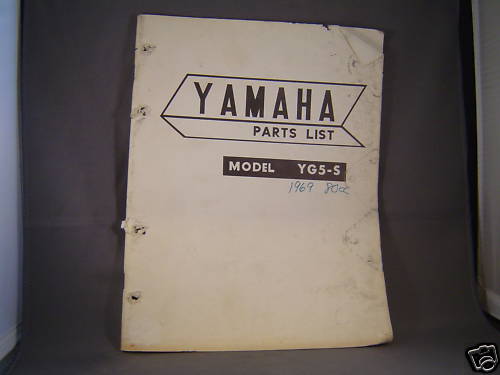 YAMAHA
PARTS LIST
MODEL YG5-S
1969 80cc